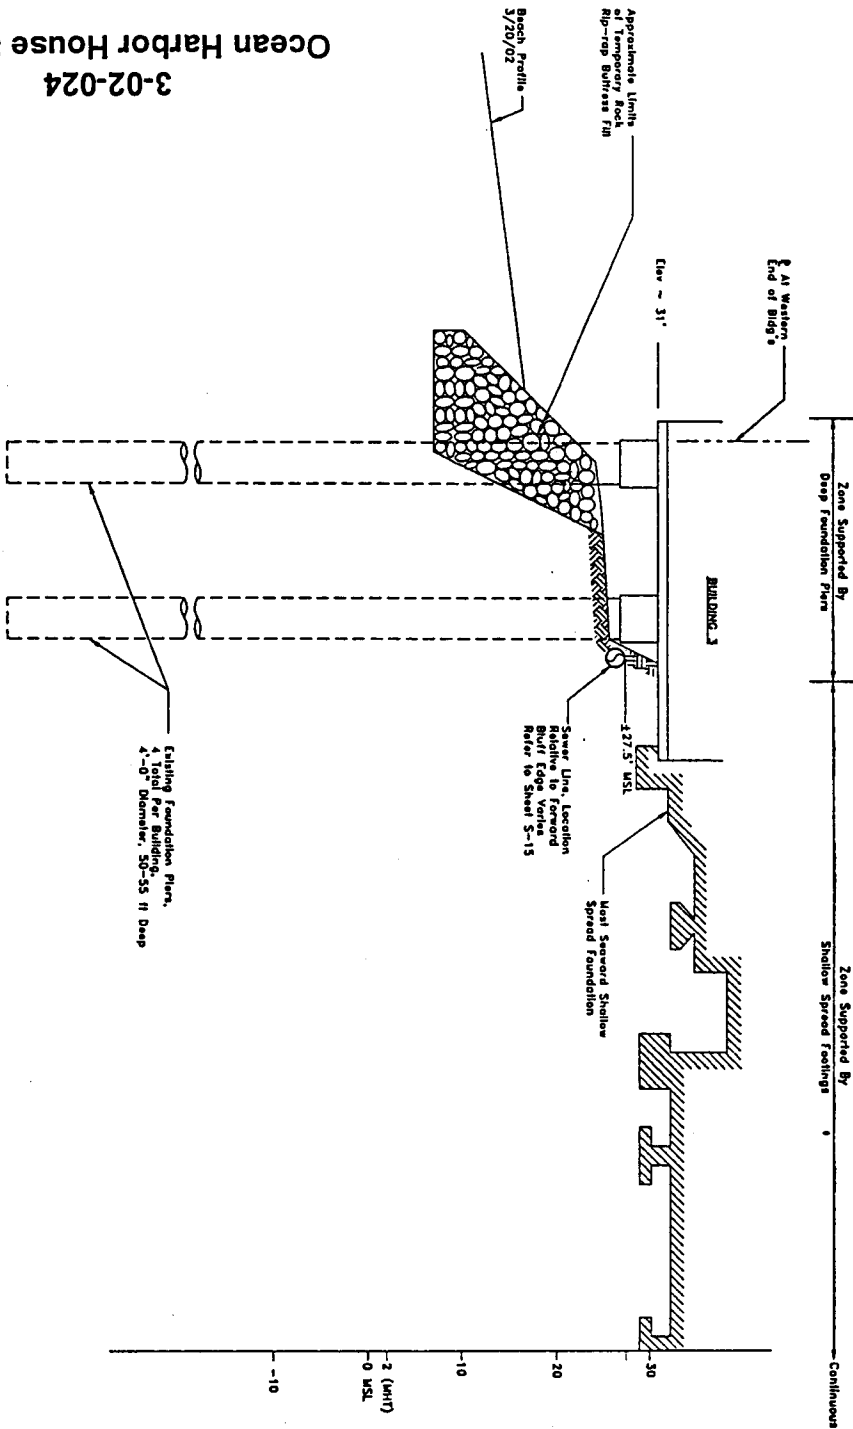 Ocean Harbor House
3-02-024
Beach Profile
3/20/02
Approximate Limits
of Temporary Rock
Rip-rap Buttress Fill
Elev ~ 31'
℄ At Western
End of Bldg's
Zone Supported By
Deep Foundation Piers
BUILDING 3
Zone Supported By
Shallow Spread Footings
Continuous
±27.5' MSL
Sewer Line, Location
Relative to Forward
Bluff Edge Varies
Refer to Sheet S-15
Most Seaward Shallow
Spread Foundation
Existing Foundation Piers,
4 Total Per Building,
4'-0" Diameter, 50-55 ft Deep
30
20
10
2 (MHT)
0 MSL
-10